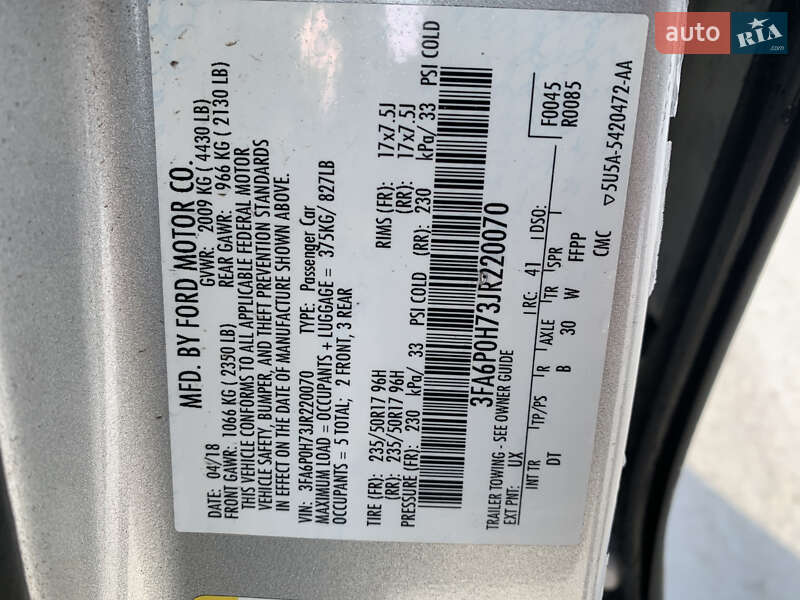 MFD. BY FORD MOTOR CO.
DATE: 04/18 GVWR: 2009 KG ( 4430 LB)
FRONT GAWR: 1066 KG ( 2350 LB) REAR GAWR: 966 KG ( 2130 LB)
THIS VEHICLE CONFORMS TO ALL APPLICABLE FEDERAL MOTOR
VEHICLE SAFETY, BUMPER, AND THEFT PREVENTION STANDARDS
IN EFFECT ON THE DATE OF MANUFACTURE SHOWN ABOVE.
VIN: 3FA6P0H73JR220070 TYPE: Passenger Car
MAXIMUM LOAD = OCCUPANTS + LUGGAGE = 375KG/ 827LB
OCCUPANTS = 5 TOTAL; 2 FRONT, 3 REAR
TIRE (FR): 235/50R17 96H RIMS (FR): 17x7.5J
(RR): 235/50R17 96H (RR): 17x7.5J
PRESSURE (FR): 230 kPa/ 33 PSI COLD (RR): 230 kPa/ 33 PSI COLD
3FA6P0H73JR220070
TRAILER TOWING - SEE OWNER GUIDE
EXT PNT: UX RC: 41 DSO: F0045
R0085
INT TR TP/PS R AXLE TR SPR
DT B 30 W FFPP
CMC
▽5U5A-5420472-AA
auto RIA
.com